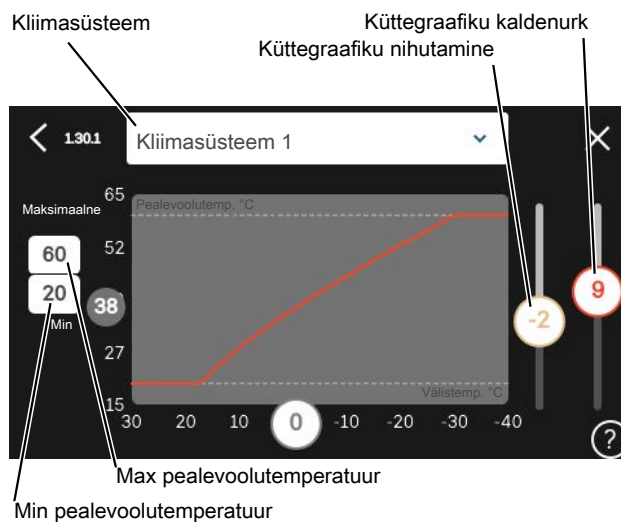 Kliimasüsteem
Küttegraafiku kaldenurk
Küttegraafiku nihutamine
1.30.1
Kliimasüsteem 1
65
Pealevoolutemp. °C
Maksimaalne
52
60
20
38
Min
27
15
Välistemp. °C
-2
9
30 20 10 0 -10 -20 -30 -40
?
Max pealevoolutemperatuur
Min pealevoolutemperatuur